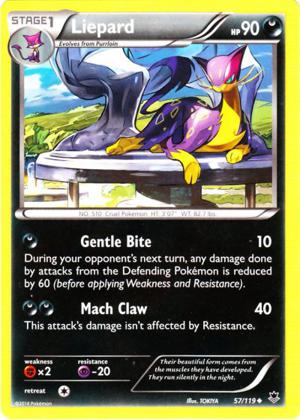 STAGE1
Liepard
HP90
Evolves from Purrloin
NO. 510 Cruel Pokémon HT. 3'07" WT. 82.7 lbs
Gentle Bite 10
During your opponent's next turn, any damage done
by attacks from the Defending Pokémon is reduced
by 60 (before applying Weakness and Resistance).
Mach Claw 40
This attack's damage isn't affected by Resistance.
weakness
×2
resistance
-20
retreat
Their beautiful form comes from
the muscles they have developed.
They run silently in the night.
Illus. TOKIYA
57/119
©2014 Pokémon